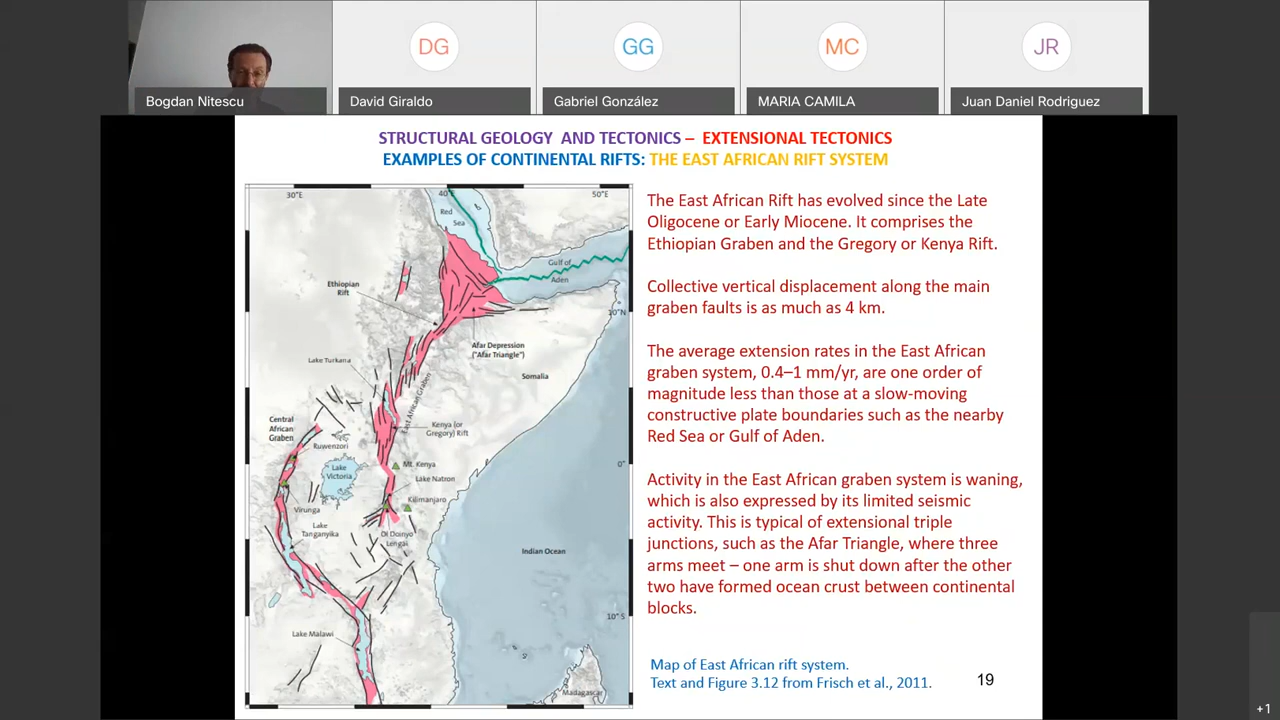 DG
GG
MC
JR
Bogdan Nitescu
David Giraldo
Gabriel González
MARIA CAMILA
Juan Daniel Rodriguez
STRUCTURAL GEOLOGY AND TECTONICS – EXTENSIONAL TECTONICS
EXAMPLES OF CONTINENTAL RIFTS: THE EAST AFRICAN RIFT SYSTEM
30°E
40°E
50°E
Red
Sea
Gulf of
Aden
Ethiopian
Rift
10°N
Afar Depression
("Afar Triangle")
Lake Turkana
Somalia
East African Graben
Central
African
Graben
Kenya (or
Gregory) Rift
Ruwenzori
Lake
Victoria
Mt. Kenya
0°
Lake Natron
Kilimanjaro
Virunga
Lake
Tanganyika
Ol Doinyo
Lengai
Indian Ocean
10°S
Lake Malawi
Madagascar
The East African Rift has evolved since the Late
Oligocene or Early Miocene. It comprises the
Ethiopian Graben and the Gregory or Kenya Rift.
Collective vertical displacement along the main
graben faults is as much as 4 km.
The average extension rates in the East African
graben system, 0.4–1 mm/yr, are one order of
magnitude less than those at a slow-moving
constructive plate boundaries such as the nearby
Red Sea or Gulf of Aden.
Activity in the East African graben system is waning,
which is also expressed by its limited seismic
activity. This is typical of extensional triple
junctions, such as the Afar Triangle, where three
arms meet – one arm is shut down after the other
two have formed ocean crust between continental
blocks.
Map of East African rift system.
Text and Figure 3.12 from Frisch et al., 2011.
19
+1